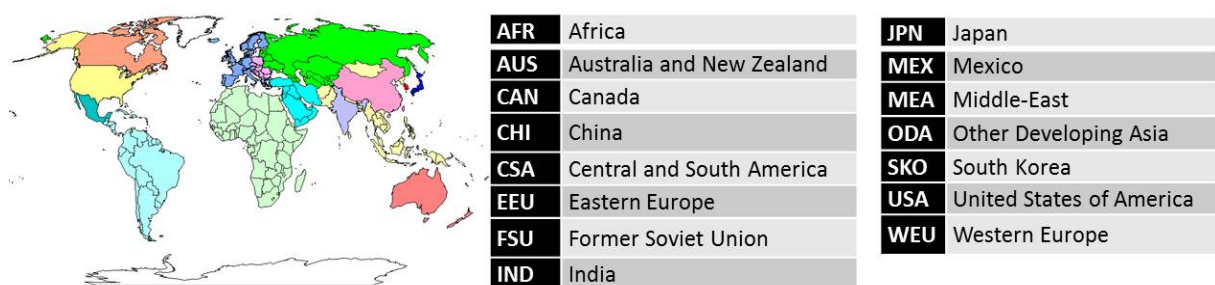 AFR Africa
AUS Australia and New Zealand
CAN Canada
CHI China
CSA Central and South America
EEU Eastern Europe
FSU Former Soviet Union
IND India
JPN Japan
MEX Mexico
MEA Middle-East
ODA Other Developing Asia
SKO South Korea
USA United States of America
WEU Western Europe